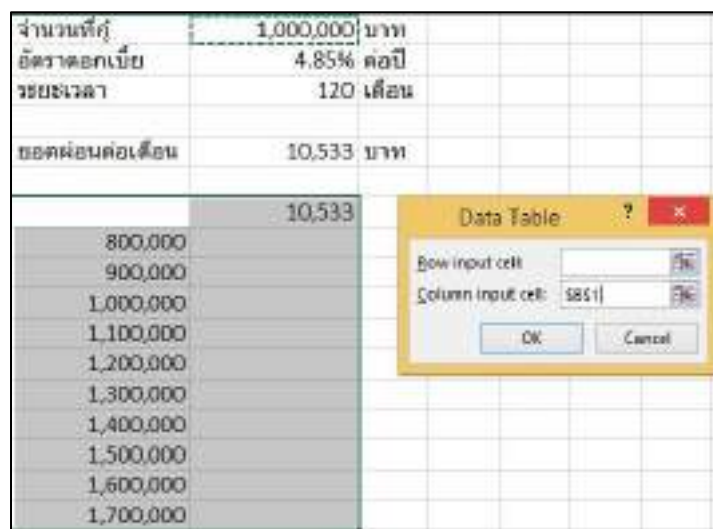 จำนวนที่กู้ 1,000,000 บาท
อัตราดอกเบี้ย 4.85% ต่อปี
ระยะเวลา 120 เดือน
ยอดผ่อนต่อเดือน 10,533 บาท
10,533
800,000
900,000
1,000,000
1,100,000
1,200,000
1,300,000
1,400,000
1,500,000
1,600,000
1,700,000
Data Table ? ×
Row input cell:
Column input cell: $B$1
OK Cancel